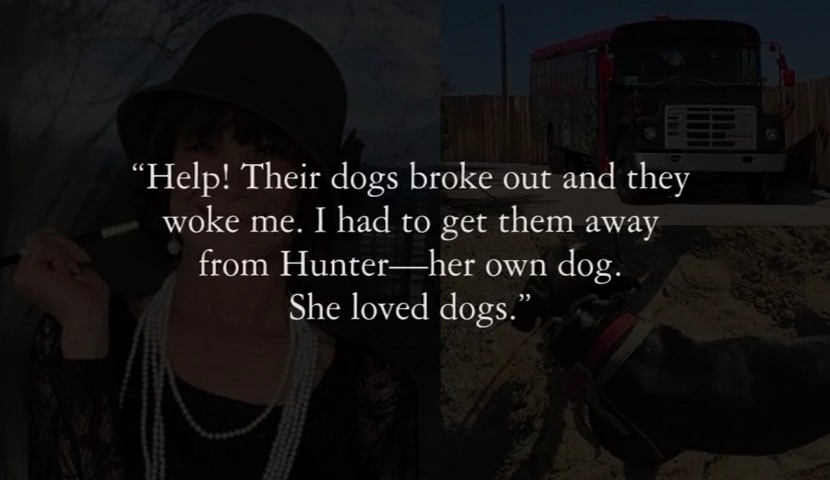 “Help! Their dogs broke out and they
woke me. I had to get them away
from Hunter—her own dog.
She loved dogs.”